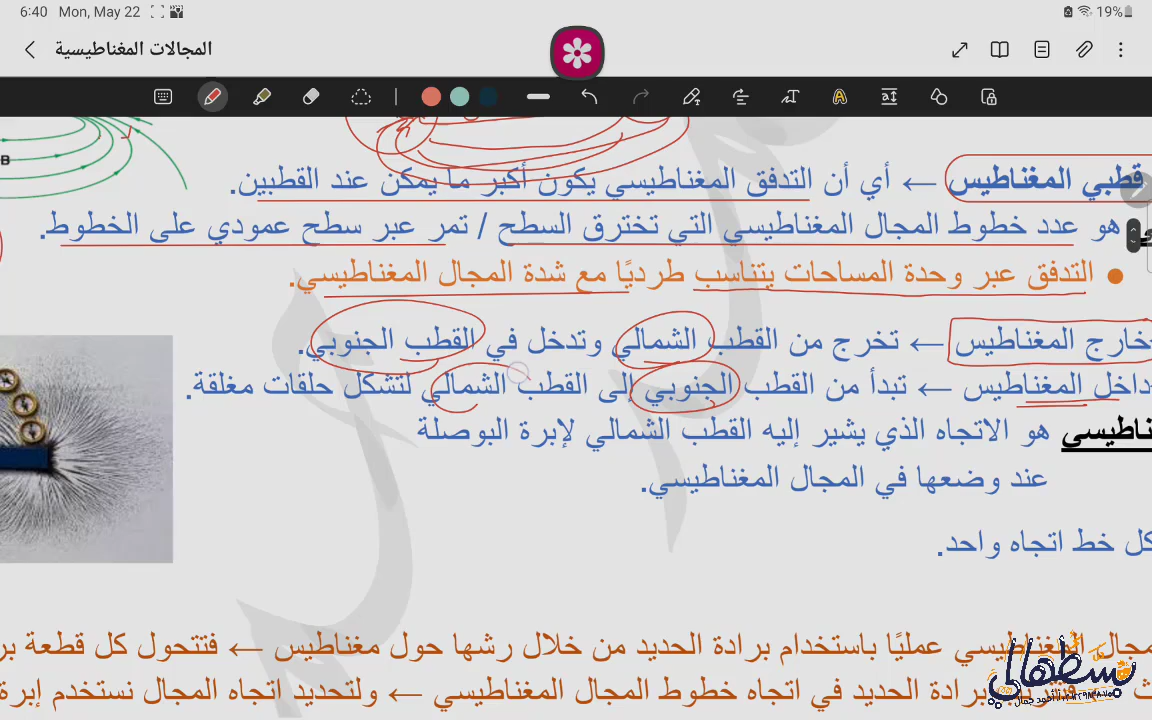 6:40 Mon, May 22 19%
المجالات المغناطيسية
B
قطبي المغناطيس ← أي أن التدفق المغناطيسي يكون أكبر ما يمكن عند القطبين.
هو عدد خطوط المجال المغناطيسي التي تخترق السطح / تمر عبر سطح عمودي على الخطوط.
● التدفق عبر وحدة المساحات يتناسب طرديًا مع شدة المجال المغناطيسي.
خارج المغناطيس ← تخرج من القطب الشمالي وتدخل في القطب الجنوبي.
داخل المغناطيس ← تبدأ من القطب الجنوبي إلى القطب الشمالي لتشكل حلقات مغلقة.
هو الاتجاه الذي يشير إليه القطب الشمالي لإبرة البوصلة
عند وضعها في المجال المغناطيسي.
كل خط اتجاه واحد.
مجال المغناطيسي عمليًا باستخدام برادة الحديد من خلال رشها حول مغناطيس ← فتتحول كل قطعة
برادة الحديد في اتجاه خطوط المجال المغناطيسي ← ولتحديد اتجاه المجال نستخدم إبرة